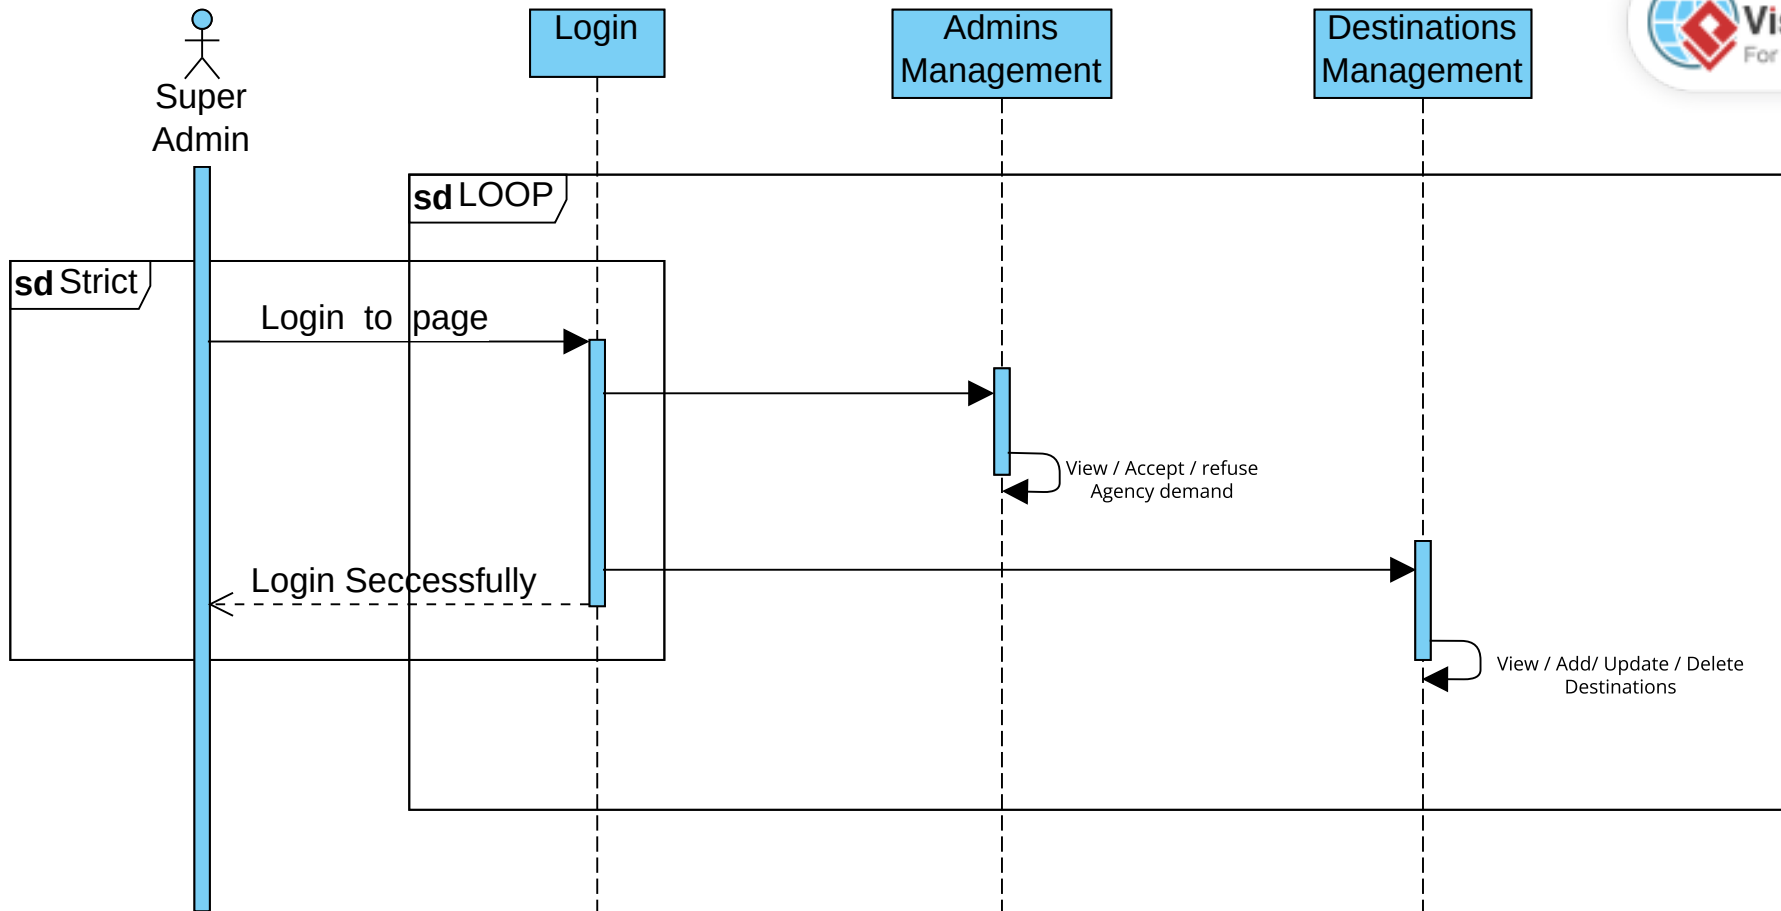 Super
Admin
Login
Admins
Management
Destinations
Management
For
sd LOOP
sd Strict
Login to page
View / Accept / refuse
Agency demand
Login Seccessfully
View / Add/ Update / Delete
Destinations